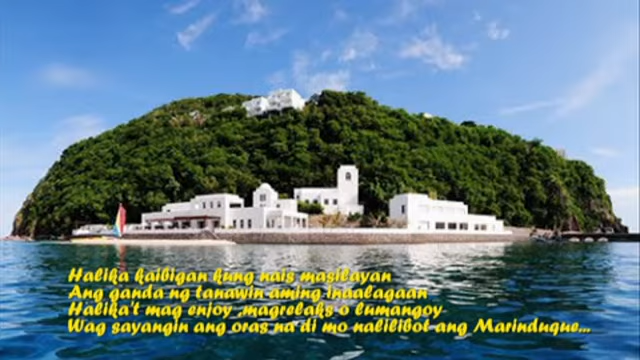 Halika kaibigan kung nais masilayan
Ang ganda ng tanawin aming inaalagaan
Halika't mag enjoy ,magrelaks o lumangoy
Wag sayangin ang oras na di mo nalilibot ang Marinduque...